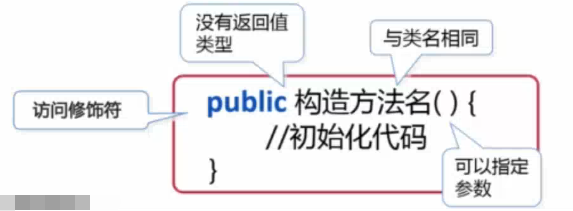 没有返回值
类型
与类名相同
访问修饰符
public 构造方法名( ) {
//初始化代码
}
可以指定
参数